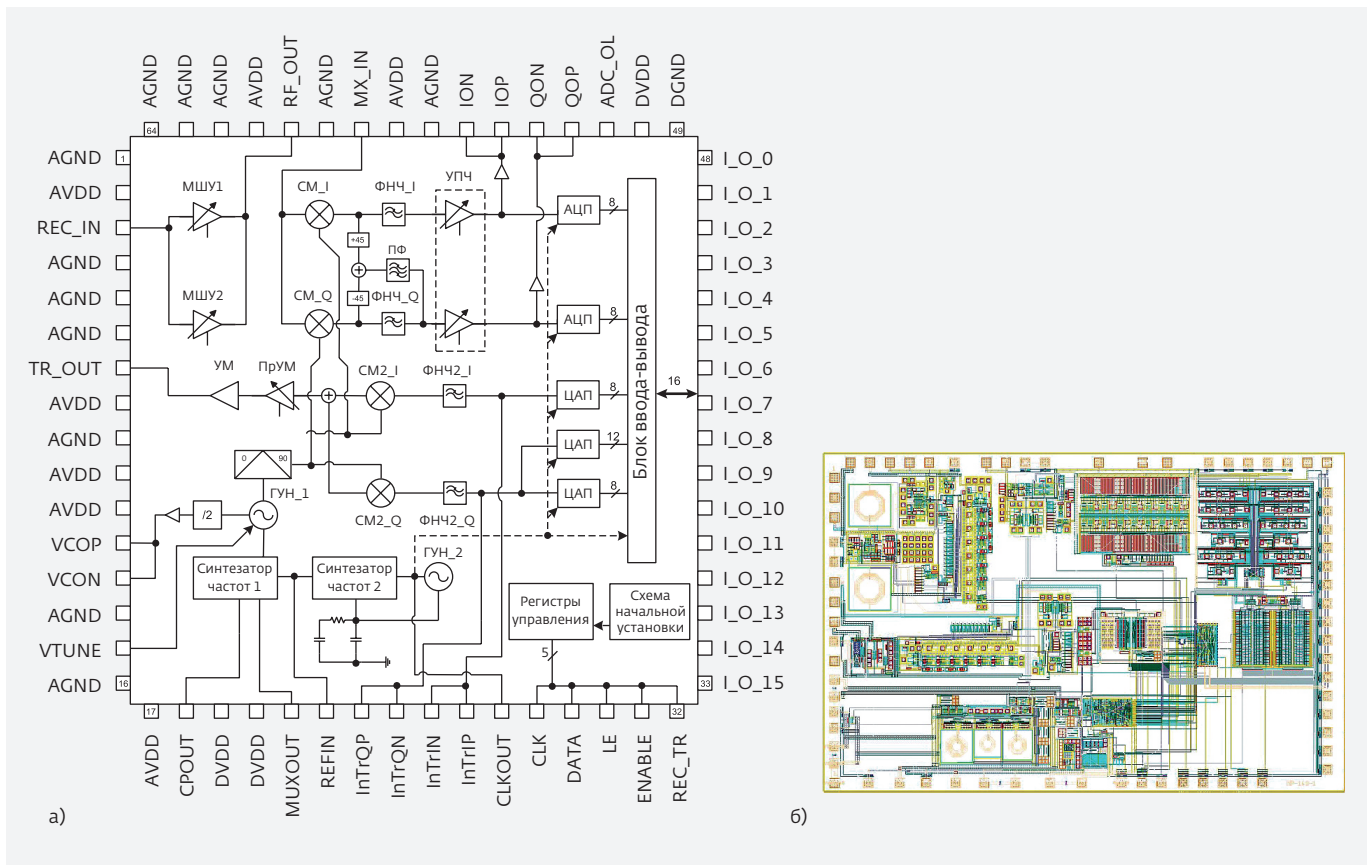 AGND
AGND
AGND
AVDD
RF_OUT
AGND
MX_IN
AVDD
AGND
ION
IOP
QON
QOP
ADC_OL
DVDD
DGND
64
49
AGND
1
AVDD
REC_IN
AGND
AGND
AGND
TR_OUT
AVDD
AGND
AVDD
AVDD
VCOP
VCON
AGND
VTUNE
AGND
16
МШУ1
МШУ2
СМ_I
ФНЧ_I
УПЧ
+45
ПФ
-45
СМ_Q
ФНЧ_Q
АЦП
8
АЦП
8
УМ
ПрУМ
СМ2_I
ФНЧ2_I
ЦАП
8
ЦАП
12
ЦАП
8
Блок ввода-вывода
16
0
90
ГУН_1
/2
СМ2_Q
ФНЧ2_Q
ГУН_2
Синтезатор
частот 1
Синтезатор
частот 2
Регистры
управления
Схема
начальной
установки
5
48
I_O_0
I_O_1
I_O_2
I_O_3
I_O_4
I_O_5
I_O_6
I_O_7
I_O_8
I_O_9
I_O_10
I_O_11
I_O_12
I_O_13
I_O_14
33
I_O_15
17
32
AVDD
CPOUT
DVDD
DVDD
MUXOUT
REFIN
InTrQP
InTrQN
InTrIN
InTrIP
CLKOUT
CLK
DATA
LE
ENABLE
REC_TR
а)
б)